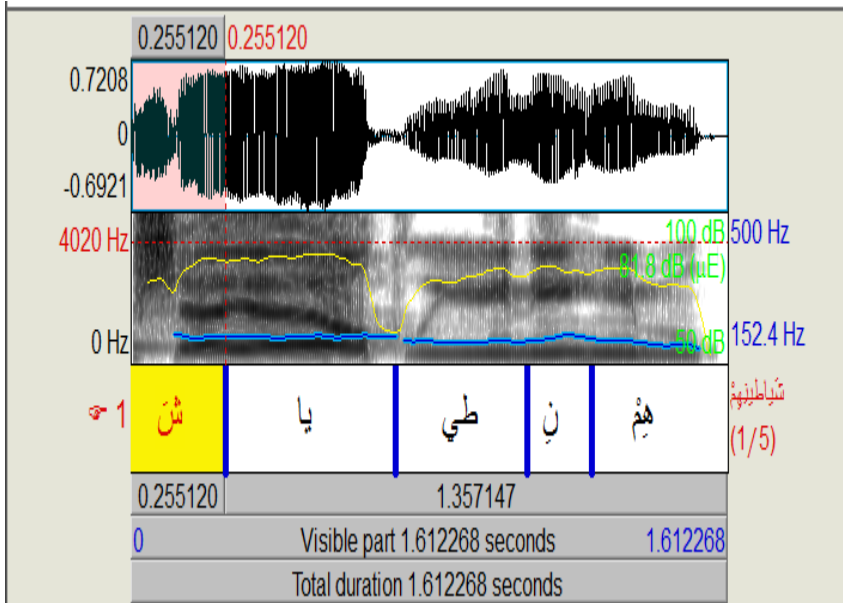 0.255120 0.255120
0.7208
0
-0.6921
4020 Hz 100 dB 500 Hz
81.8 dB (µE)
0 Hz 50 dB 152.4 Hz
☞ 1 شَ يا طي نِ هِمْ شَياطينِهِمْ
(1/5)
0.255120 1.357147
0 Visible part 1.612268 seconds 1.612268
Total duration 1.612268 seconds